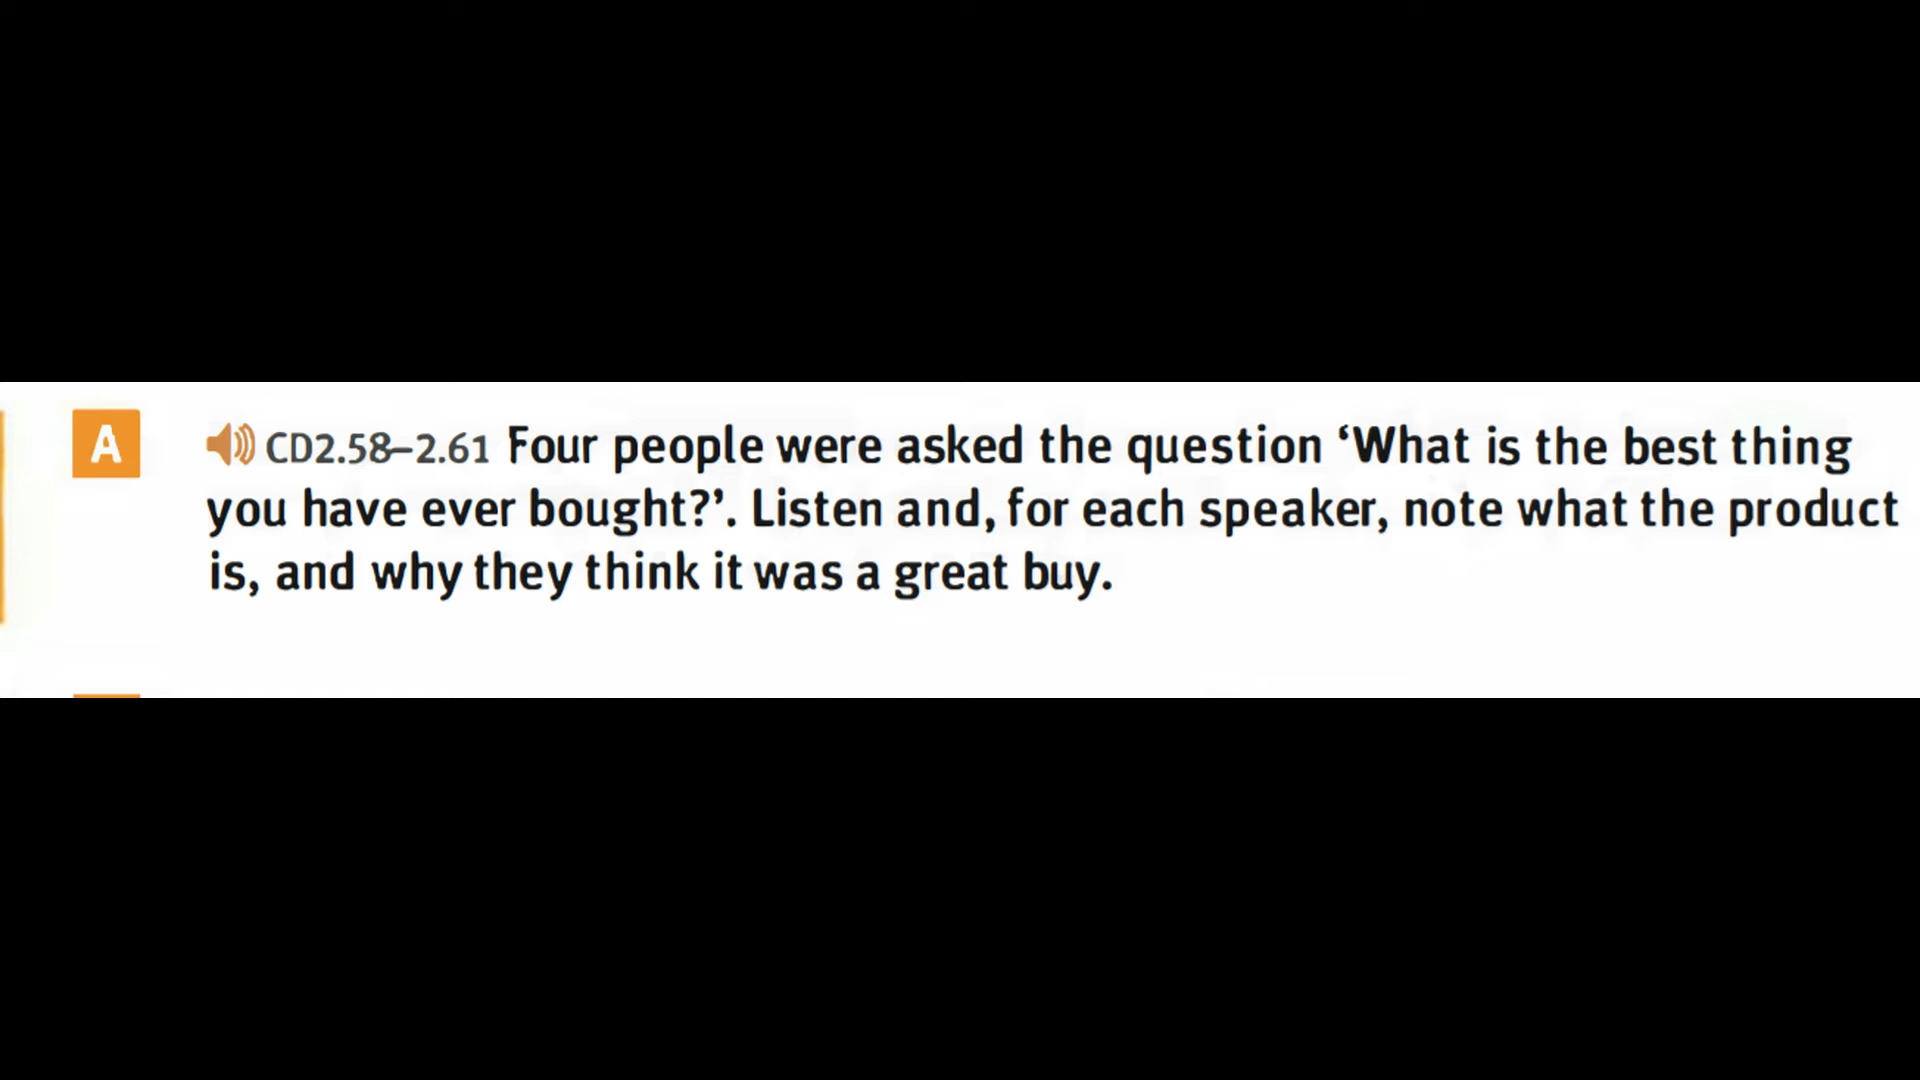 A CD2.58–2.61 Four people were asked the question ‘What is the best thing
you have ever bought?’. Listen and, for each speaker, note what the product
is, and why they think it was a great buy.